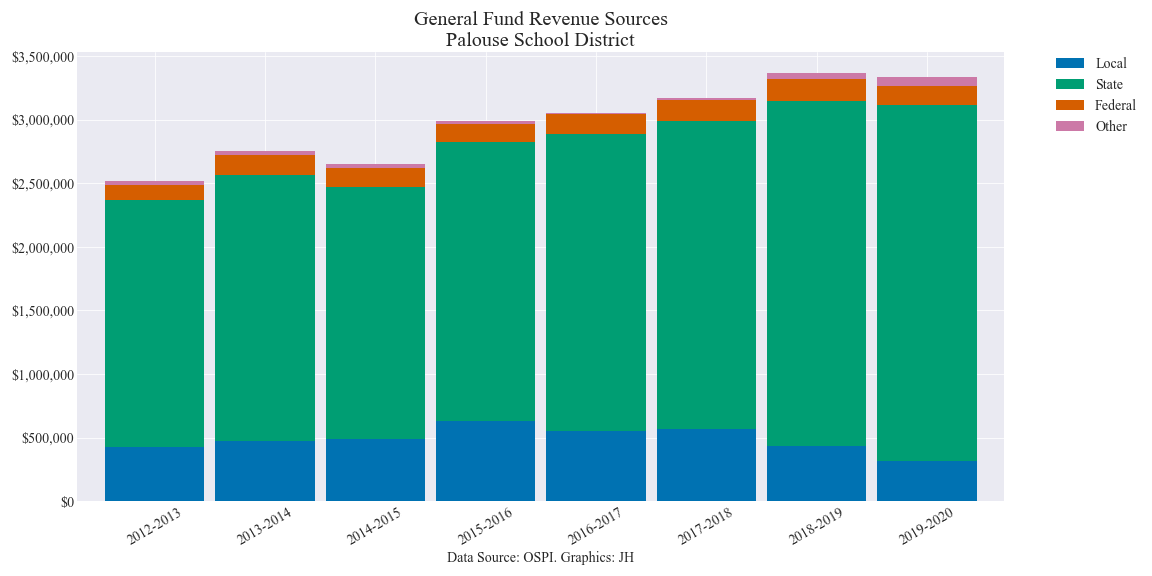 General Fund Revenue Sources
Palouse School District
$3,500,000
$3,000,000
$2,500,000
$2,000,000
$1,500,000
$1,000,000
$500,000
$0
2012-2013
2013-2014
2014-2015
2015-2016
2016-2017
2017-2018
2018-2019
2019-2020
Data Source: OSPI. Graphics: JH
Local
State
Federal
Other